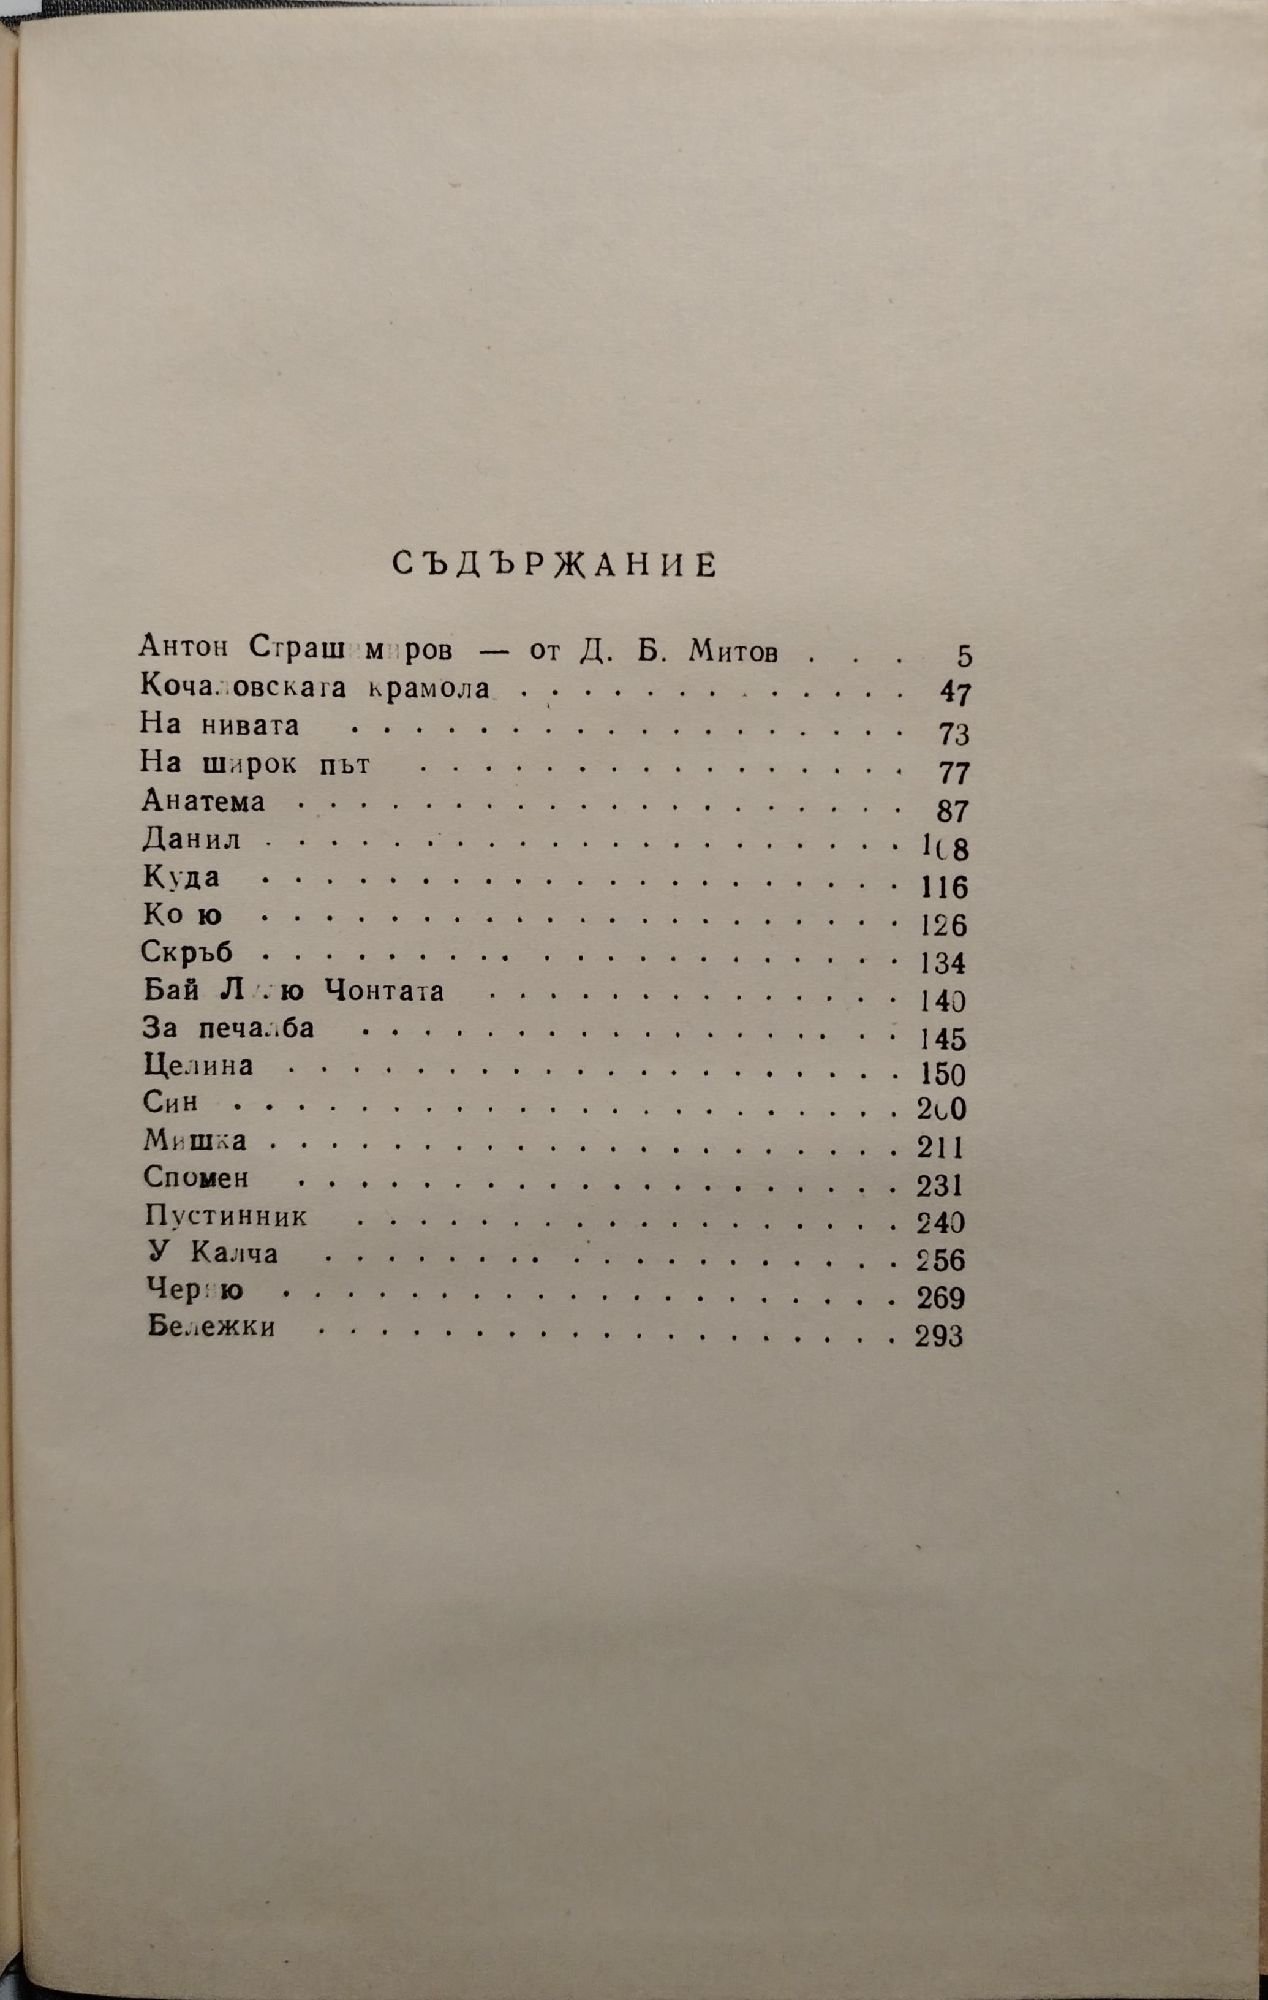 СЪДЪРЖАНИЕ
Антон Страшимиров — от Д. Б. Митов . . . 5
Кочаловската крамола . . . . . . . . . . . . . 47
На нивата . . . . . . . . . . . . . . . . . . 73
На широк път . . . . . . . . . . . . . . . . 77
Анатема . . . . . . . . . . . . . . . . . . . . 87
Данил . . . . . . . . . . . . . . . . . . . . . 108
Куда . . . . . . . . . . . . . . . . . . . . . 116
Кою . . . . . . . . . . . . . . . . . . . . . 126
Скръб . . . . . . . . . . . . . . . . . . . . . 134
Бай Чонтата . . . . . . . . . . . . . . 140
За печалба . . . . . . . . . . . . . . . . . . 145
Целина . . . . . . . . . . . . . . . . . . . . 150
Син . . . . . . . . . . . . . . . . . . . . . . 200
Мишка . . . . . . . . . . . . . . . . . . . . . 211
Спомен . . . . . . . . . . . . . . . . . . . . 231
Пустинник . . . . . . . . . . . . . . . . . . 240
У Калча . . . . . . . . . . . . . . . . . . . 256
Черню . . . . . . . . . . . . . . . . . . . . 269
Бележки . . . . . . . . . . . . . . . . . . . 293